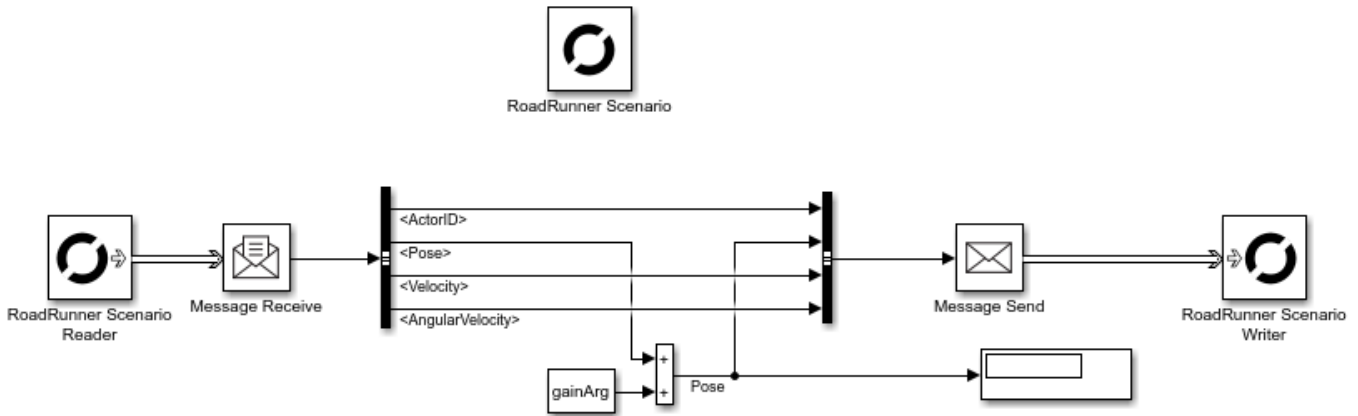 RoadRunner Scenario
<ActorID>
<Pose>
<Velocity>
<AngularVelocity>
RoadRunner Scenario
Reader
Message Receive
Message Send
RoadRunner Scenario
Writer
gainArg
+
+
Pose